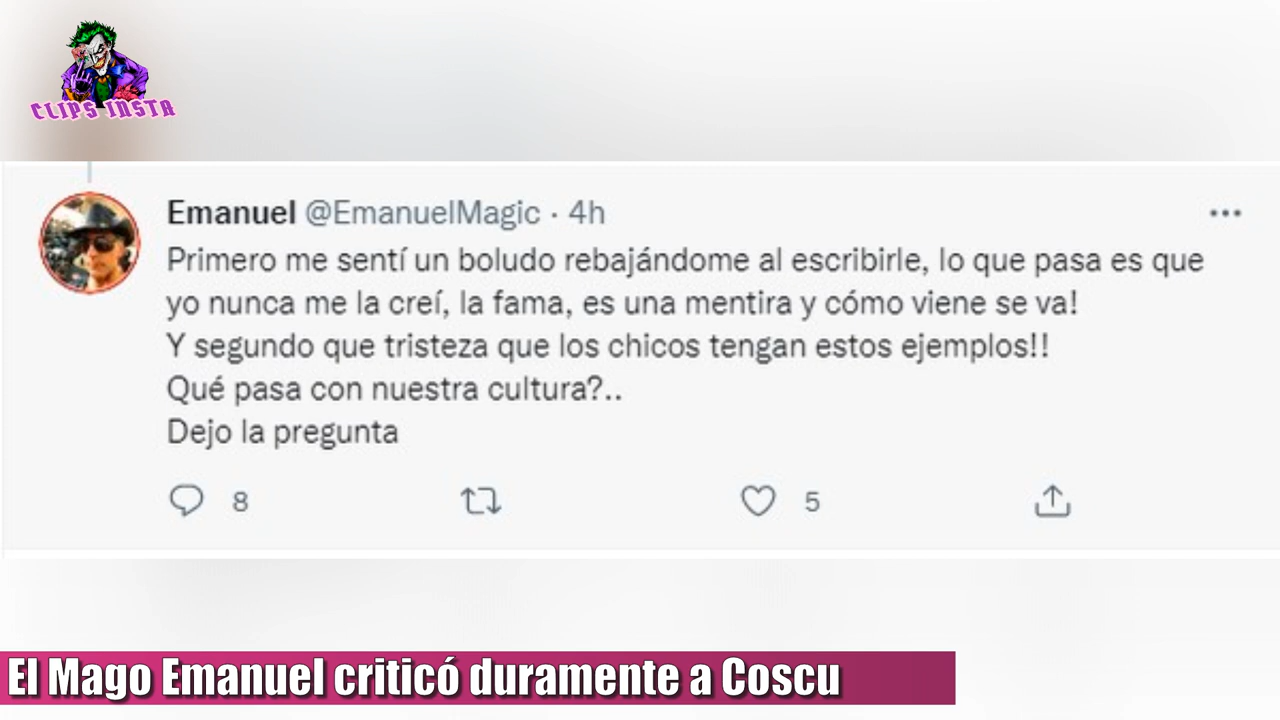 CLIPS INSTA
Emanuel @EmanuelMagic · 4h
Primero me sentí un boludo rebajándome al escribirle, lo que pasa es que
yo nunca me la creí, la fama, es una mentira y cómo viene se va!
Y segundo que tristeza que los chicos tengan estos ejemplos!!
Qué pasa con nuestra cultura?..
Dejo la pregunta
8 5
El Mago Emanuel criticó duramente a Coscu